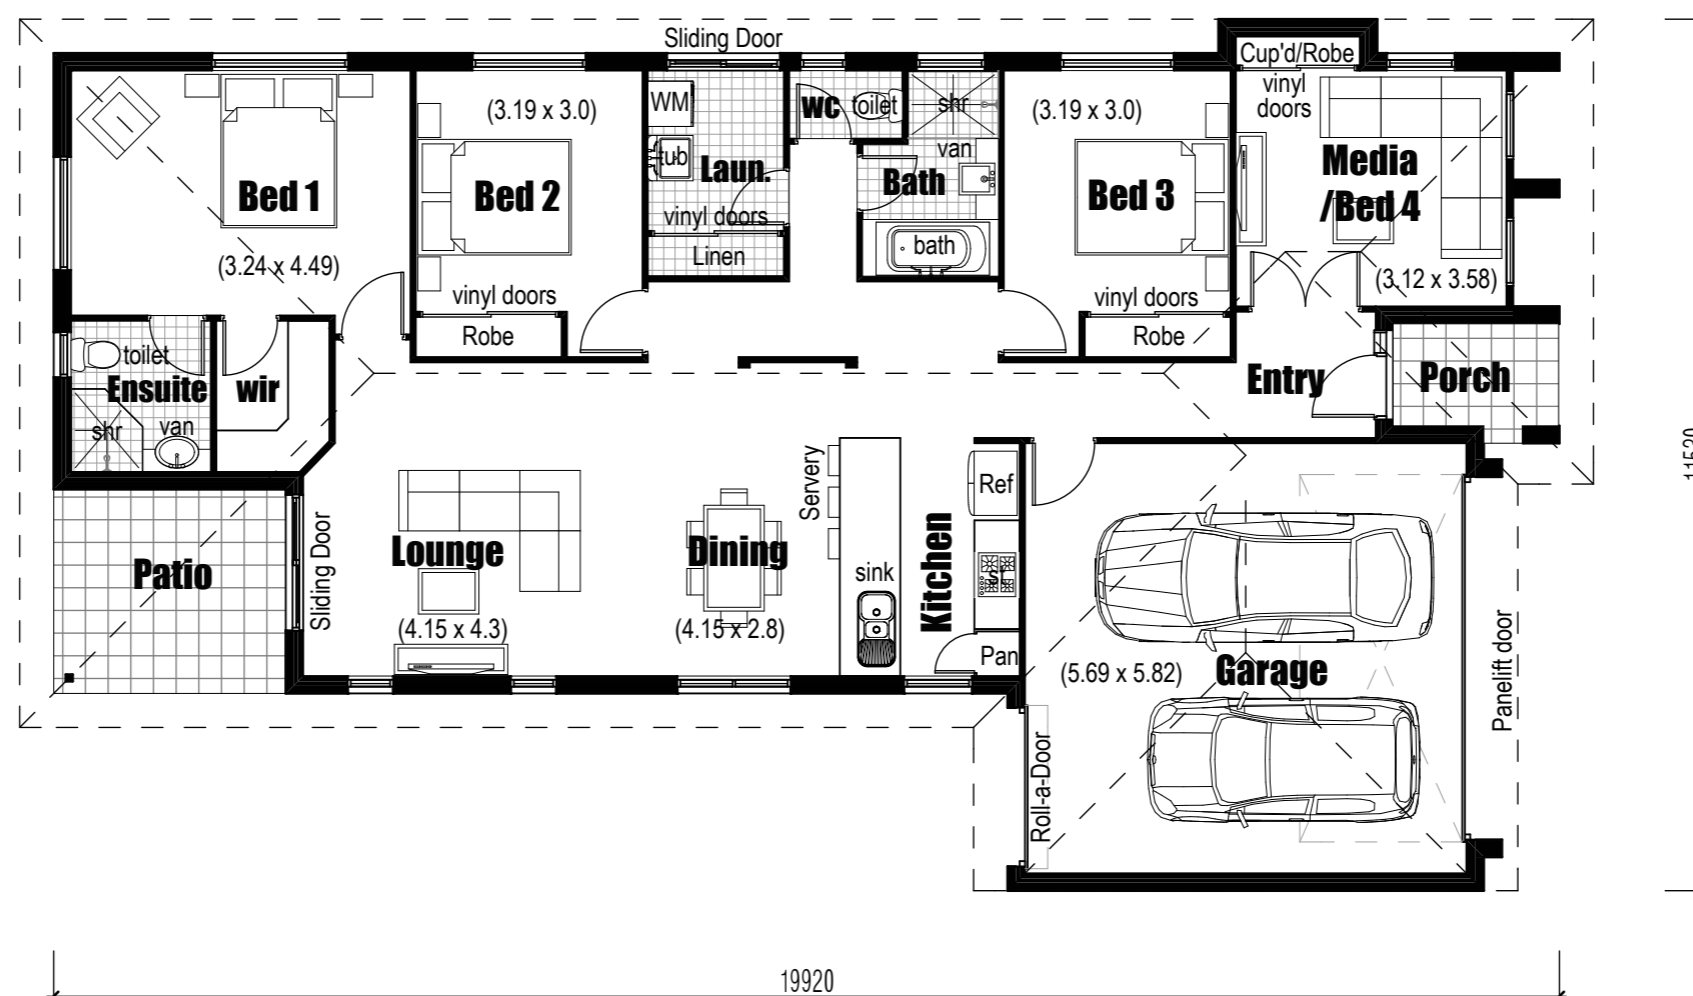 Sliding Door
Cup'd/Robe
vinyl
doors
WM
wc
toilet
shr
(3.19 x 3.0)
(3.19 x 3.0)
tub
Laun.
van
Bath
Media
/Bed 4
Bed 1
Bed 2
Bed 3
vinyl doors
Linen
bath
(3.24 x 4.49)
(3.12 x 3.58)
vinyl doors
Robe
vinyl doors
Robe
toilet
Ensuite
wir
shr
van
Entry
Porch
11520
Servery
Ref
Sliding Door
Patio
Lounge
Dining
sink
Kitchen
ST
(4.15 x 4.3)
(4.15 x 2.8)
Pan
(5.69 x 5.82)
Garage
Panelift door
Roll-a-Door
19920